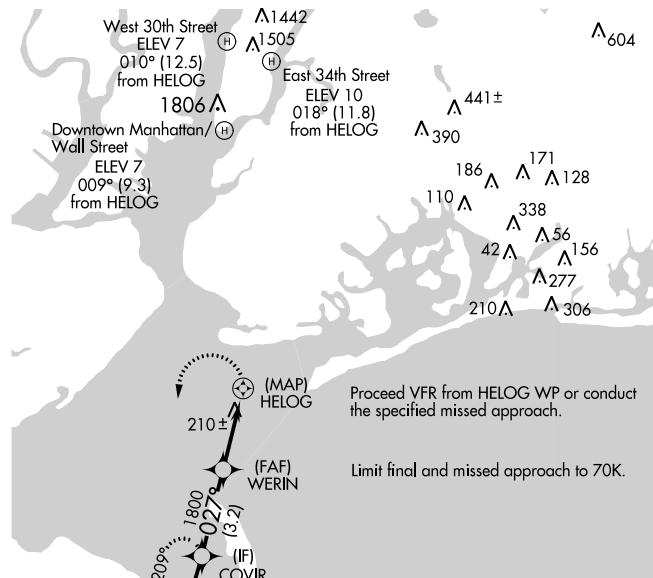 1442
West 30th Street
ELEV 7
010° (12.5)
from HELOG
1505
604
East 34th Street
ELEV 10
018° (11.8)
from HELOG
1806
441±
390
Downtown Manhattan/
Wall Street
ELEV 7
009° (9.3)
from HELOG
171
186
128
110
338
56
42
156
277
210
306
(MAP)
HELOG
Proceed VFR from HELOG WP or conduct
the specified missed approach.
210±
(FAF)
WERIN
Limit final and missed approach to 70K.
1800
027°
(3.2)
209°
(IF)
COVIR
H
H
H